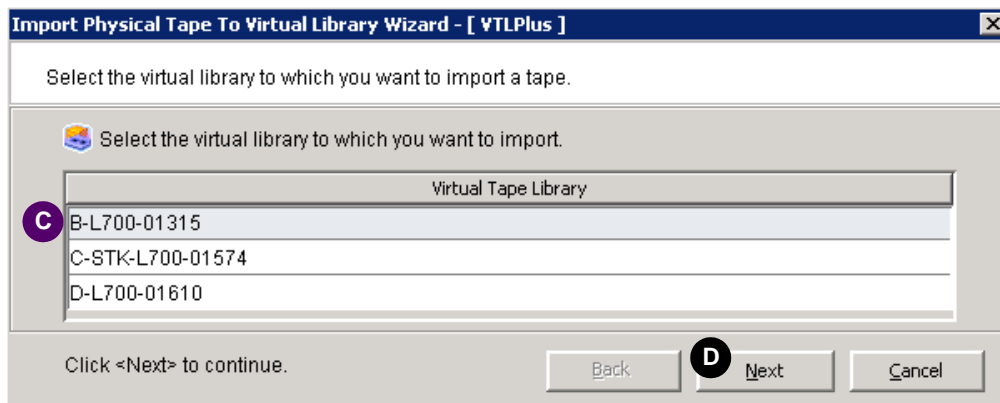 Import Physical Tape To Virtual Library Wizard - [ VTLPlus ]
Select the virtual library to which you want to import a tape.
Select the virtual library to which you want to import.
Virtual Tape Library
C
B-L700-01315
C-STK-L700-01574
D-L700-01610
Click <Next> to continue.
Back
D
Next
Cancel